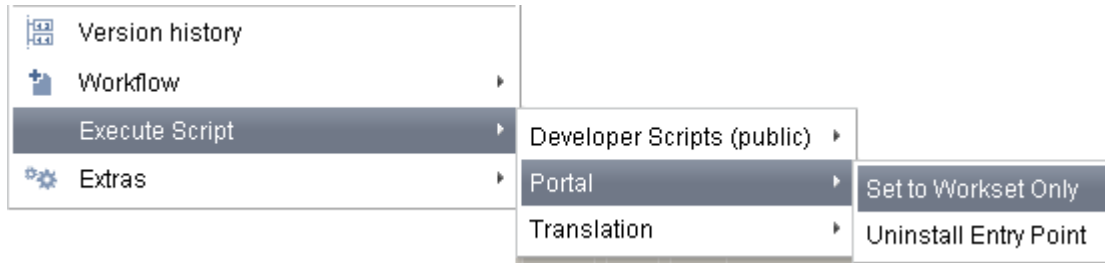 Version history
Workflow
Execute Script
Extras
Developer Scripts (public)
Portal
Translation
Set to Workset Only
Uninstall Entry Point